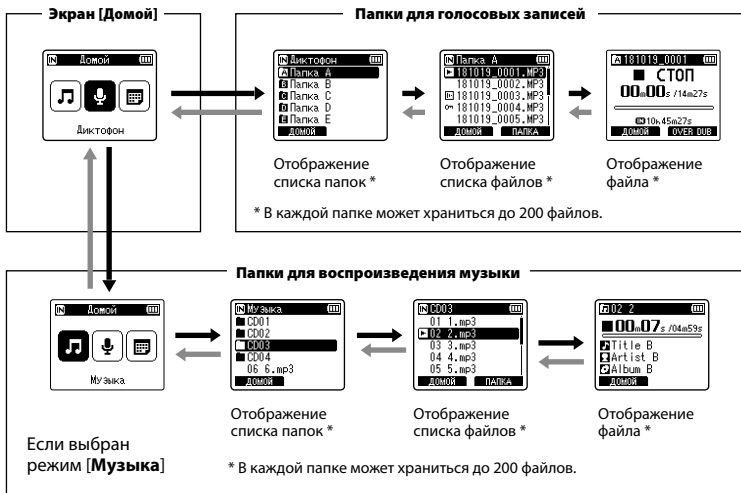 Экран [Домой]
Домой
Диктофон
Папки для голосовых записей
Диктофон
Папка A
Папка B
Папка C
Папка D
Папка E
ДОМОЙ
Отображение
списка папок *
Папка A
181019_0001.MP3
181019_0002.MP3
181019_0003.MP3
181019_0004.MP3
181019_0005.MP3
ДОМОЙ ПАПКА
Отображение
списка файлов *
181019_0001
СТОП
00m00s /14m27s
10h45m27s
ДОМОЙ OVER DUB
Отображение
файла *
* В каждой папке может храниться до 200 файлов.
Папки для воспроизведения музыки
Домой
Музыка
Если выбран
режим [Музыка]
Музыка
CD01
CD02
CD03
CD04
06 6.mp3
ДОМОЙ
Отображение
списка папок *
CD03
01 1.mp3
02 2.mp3
03 3.mp3
04 4.mp3
05 5.mp3
ДОМОЙ ПАПКА
Отображение
списка файлов *
02 2
00m07s /04m59s
Title B
Artist B
Album B
ДОМОЙ
Отображение
файла *
* В каждой папке может храниться до 200 файлов.